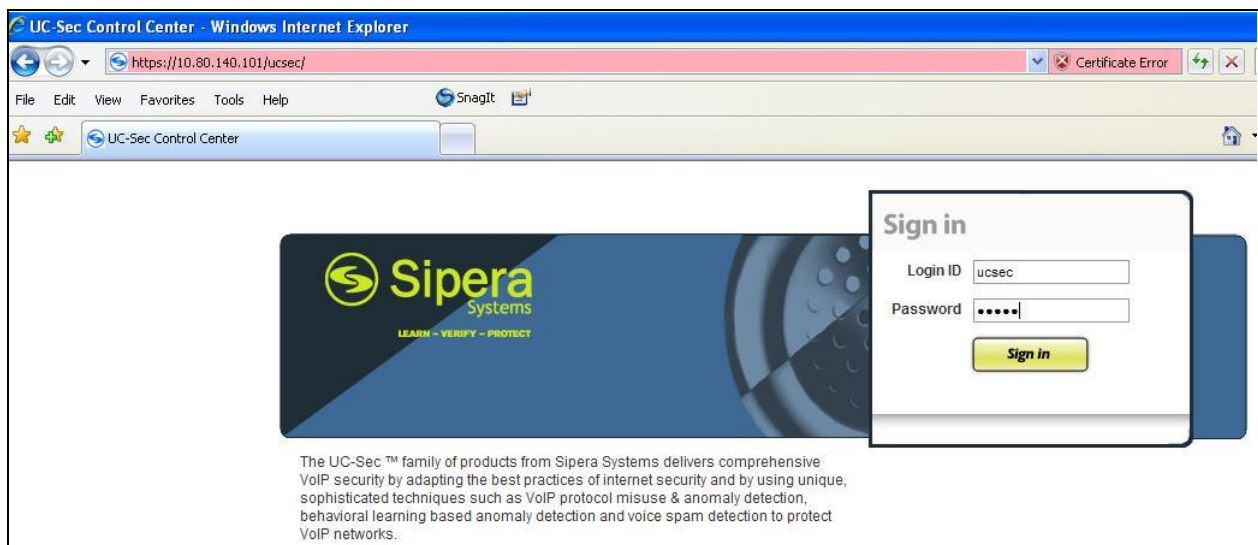 UC-Sec Control Center - Windows Internet Explorer
https://10.80.140.101/ucsec/
Certificate Error
File Edit View Favorites Tools Help
SnagIt
UC-Sec Control Center
Sign in
Login ID ucsec
Password •••••
Sign in
Sipera
Systems
LEARN – VERIFY – PROTECT
The UC-Sec ™ family of products from Sipera Systems delivers comprehensive
VoIP security by adapting the best practices of internet security and by using unique,
sophisticated techniques such as VoIP protocol misuse & anomaly detection,
behavioral learning based anomaly detection and voice spam detection to protect
VoIP networks.